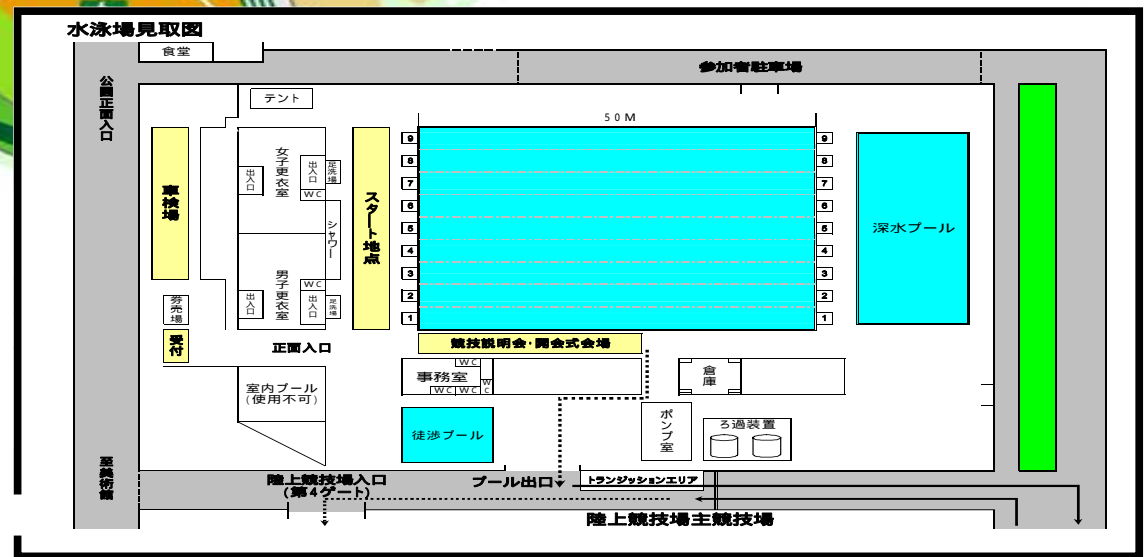 水泳場見取図
食堂
参加者駐車場
公園正面入口
テント
50M
女子更衣室
出入口
出入口
足洗場
WC
シャワー
スタート地点
車検場
9
8
7
6
5
4
3
2
1
9
8
7
6
5
4
3
2
1
深水プール
男子更衣室
WC
出入口
出入口
足洗場
券売場
受付
正面入口
競技説明会・開会式会場
事務室
WC
WC
WC
WC
倉庫
室内プール
(使用不可)
徒渉プール
ポンプ室
ろ過装置
至美術館
陸上競技場入口
(第4ゲート)
プール出口
トランジッションエリア
陸上競技場主競技場